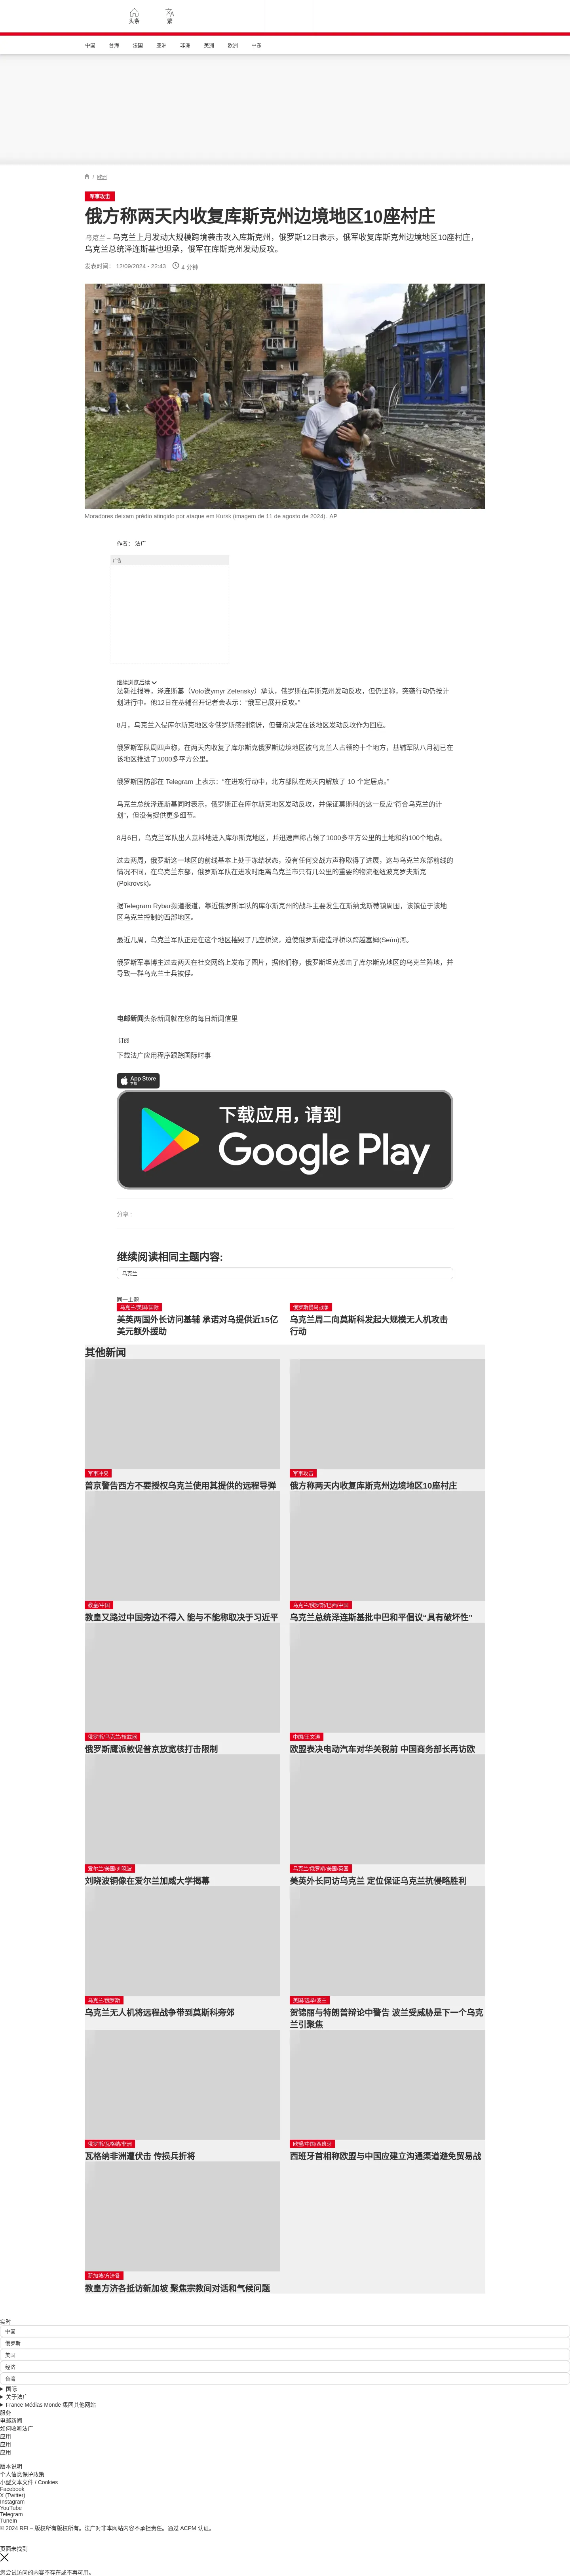 头条
繁
中国
台海
法国
亚洲
非洲
美洲
欧洲
中东
/ 欧洲
军事攻击
俄方称两天内收复库斯克州边境地区10座村庄
乌克兰 – 乌克兰上月发动大规模跨境袭击攻入库斯克州，俄罗斯12日表示，俄军收复库斯克州边境地区10座村庄，
乌克兰总统泽连斯基也坦承，俄军在库斯克州发动反攻。
发表时间： 12/09/2024 - 22:43
4 分钟
Moradores deixam prédio atingido por ataque em Kursk (imagem de 11 de agosto de 2024). AP
作者： 法广
广告
继续浏览后续
法新社报导，泽连斯基（Volo诶ymyr Zelensky）承认，俄罗斯在库斯克州发动反攻，但仍坚称，突袭行动仍按计
划进行中。他12日在基辅召开记者会表示：“俄军已展开反攻。”
8月，乌克兰入侵库尔斯克地区令俄罗斯感到惊讶，但普京决定在该地区发动反攻作为回应。
俄罗斯军队周四声称，在两天内收复了库尔斯克俄罗斯边境地区被乌克兰人占领的十个地方，基辅军队八月初已在
该地区推进了1000多平方公里。
俄罗斯国防部在 Telegram 上表示：“在进攻行动中，北方部队在两天内解放了 10 个定居点。”
乌克兰总统泽连斯基同时表示，俄罗斯正在库尔斯克地区发动反攻，并保证莫斯科的这一反应“符合乌克兰的计
划”，但没有提供更多细节。
8月6日，乌克兰军队出人意料地进入库尔斯克地区，并迅速声称占领了1000多平方公里的土地和约100个地点。
过去两周，俄罗斯这一地区的前线基本上处于冻结状态，没有任何交战方声称取得了进展，这与乌克兰东部前线的
情况不同，在乌克兰东部，俄罗斯军队在进攻时距离乌克兰市只有几公里的重要的物流枢纽波克罗夫斯克
(Pokrovsk)。
据Telegram Rybar频道报道，靠近俄罗斯军队的库尔斯克州的战斗主要发生在斯纳戈斯蒂镇周围，该镇位于该地
区乌克兰控制的西部地区。
最近几周，乌克兰军队正是在这个地区摧毁了几座桥梁，迫使俄罗斯建造浮桥以跨越塞姆(Seïm)河。
俄罗斯军事博主过去两天在社交网络上发布了图片，据他们称，俄罗斯坦克袭击了库尔斯克地区的乌克兰阵地，并
导致一群乌克兰士兵被俘。
电邮新闻头条新闻就在您的每日新闻信里
订阅
下载法广应用程序跟踪国际时事
App Store
下载
下载应用，请到
Google Play
分享 :
继续阅读相同主题内容:
乌克兰
同一主题
乌克兰/美国/国际
美英两国外长访问基辅 承诺对乌提供近15亿
美元额外援助
俄罗斯侵乌战争
乌克兰周二向莫斯科发起大规模无人机攻击
行动
其他新闻
军事冲突
普京警告西方不要授权乌克兰使用其提供的远程导弹
军事攻击
俄方称两天内收复库斯克州边境地区10座村庄
教皇/中国
教皇又路过中国旁边不得入 能与不能称取决于习近平
乌克兰/俄罗斯/巴西/中国
乌克兰总统泽连斯基批中巴和平倡议“具有破坏性”
俄罗斯/乌克兰/核武器
俄罗斯鹰派敦促普京放宽核打击限制
中国/王文涛
欧盟表决电动汽车对华关税前 中国商务部长再访欧
爱尔兰/美国/刘晓波
刘晓波铜像在爱尔兰加威大学揭幕
乌克兰/俄罗斯/美国/英国
美英外长同访乌克兰 定位保证乌克兰抗侵略胜利
乌克兰/俄罗斯
乌克兰无人机将远程战争带到莫斯科旁郊
美国/选举/波兰
贺锦丽与特朗普辩论中警告 波兰受威胁是下一个乌克
兰引聚焦
俄罗斯/瓦格纳/非洲
瓦格纳非洲遭伏击 传损兵折将
欧盟/中国/西班牙
西班牙首相称欧盟与中国应建立沟通渠道避免贸易战
新加坡/方济各
教皇方济各抵访新加坡 聚焦宗教间对话和气候问题
实时
中国
俄罗斯
美国
经济
台湾
国际
关于法广
France Médias Monde 集团其他网站
服务
电邮新闻
如何收听法广
应用
应用
应用
版本说明
个人信息保护政策
小型文本文件 / Cookies
Facebook
X (Twitter)
Instagram
YouTube
Telegram
TuneIn
© 2024 RFI – 版权所有版权所有。法广对非本网站内容不承担责任。通过 ACPM 认证。
页面未找到
您尝试访问的内容不存在或不再可用。